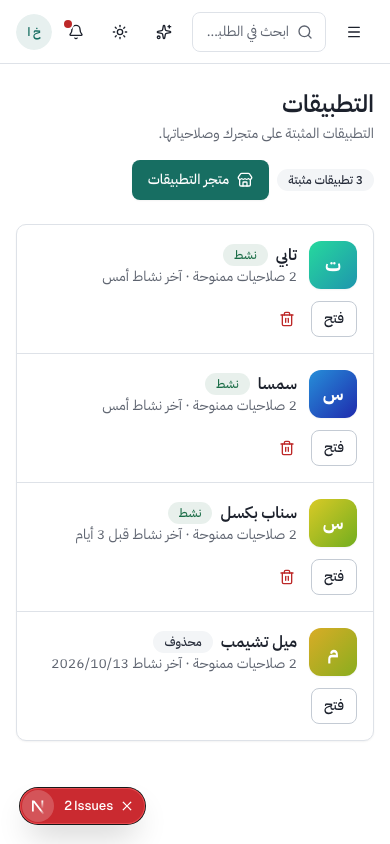 ابحث في الطلبـ...
خ ا
التطبيقات
التطبيقات المثبتة على متجرك وصلاحياتها.
3 تطبيقات مثبتة
متجر التطبيقات
ت
تابي
نشط
2 صلاحيات ممنوحة · آخر نشاط أمس
فتح
س
سمسا
نشط
2 صلاحيات ممنوحة · آخر نشاط أمس
فتح
س
سناب بكسل
نشط
2 صلاحيات ممنوحة · آخر نشاط قبل 3 أيام
فتح
م
ميل تشيمب
محذوف
2 صلاحيات ممنوحة · آخر نشاط 2026/10/13
فتح
N
2 Issues